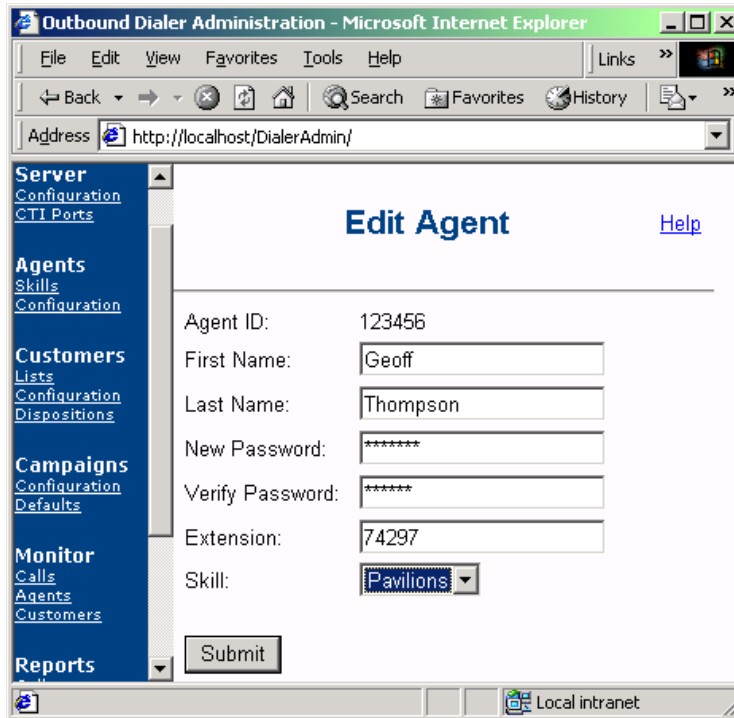 Outbound Dialer Administration - Microsoft Internet Explorer
File Edit View Favorites Tools Help Links »
Back Search Favorites History »
Address http://localhost/DialerAdmin/
Server
Configuration
CTI Ports
Agents
Skills
Configuration
Customers
Lists
Configuration
Dispositions
Campaigns
Configuration
Defaults
Monitor
Calls
Agents
Customers
Reports
Edit Agent Help
Agent ID: 123456
First Name: Geoff
Last Name: Thompson
New Password: *******
Verify Password: ******
Extension: 74297
Skill: Pavilions
Submit
Local intranet